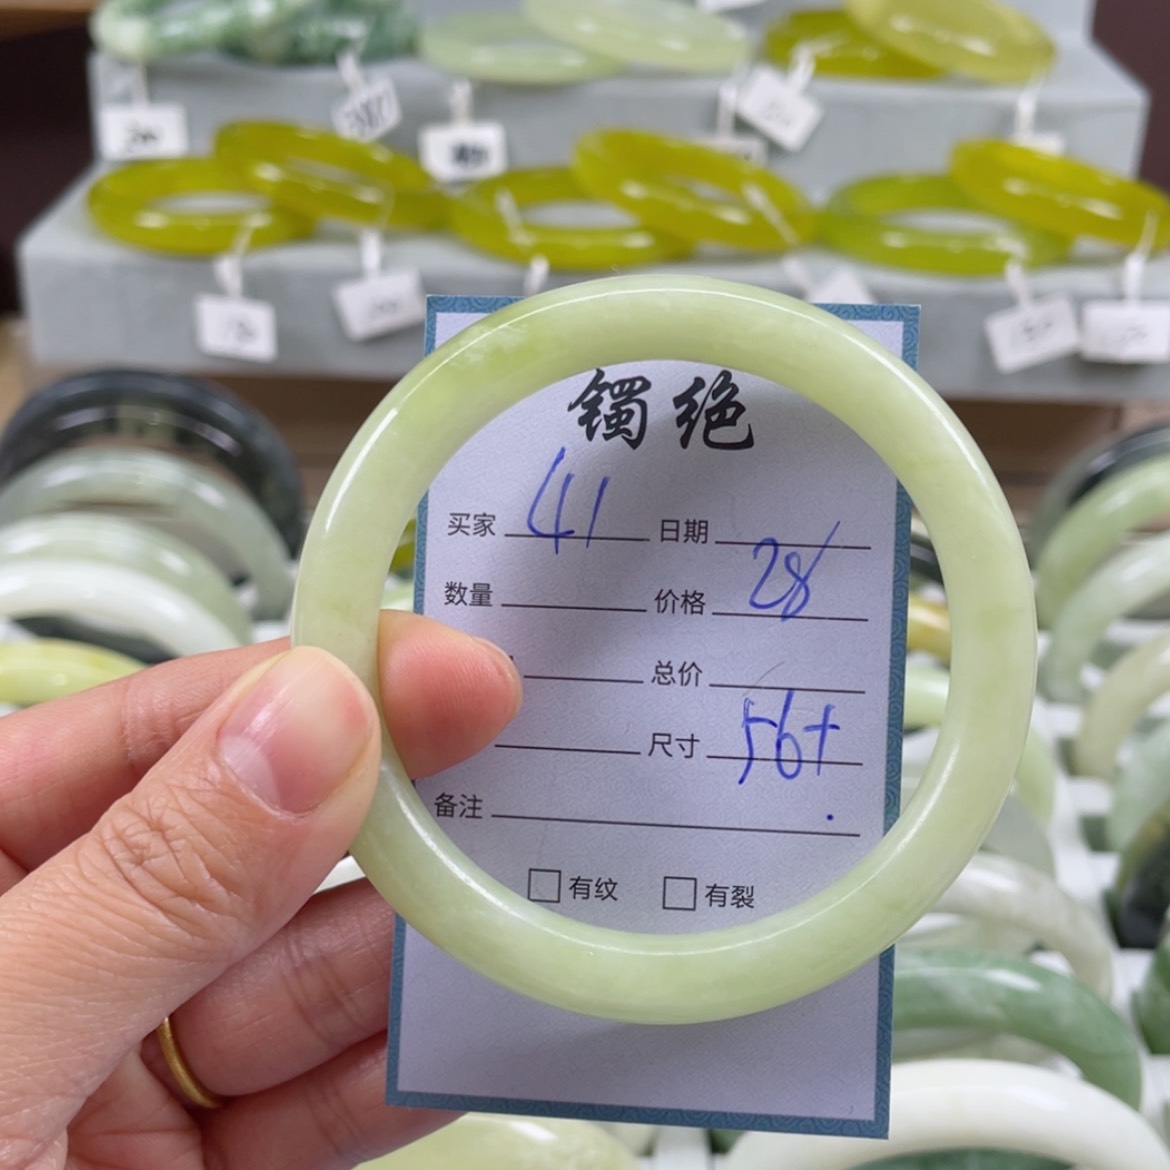 镯绝
买家 41 日期
数量 价格 28
总价
尺寸 56+
备注
有纹 有裂